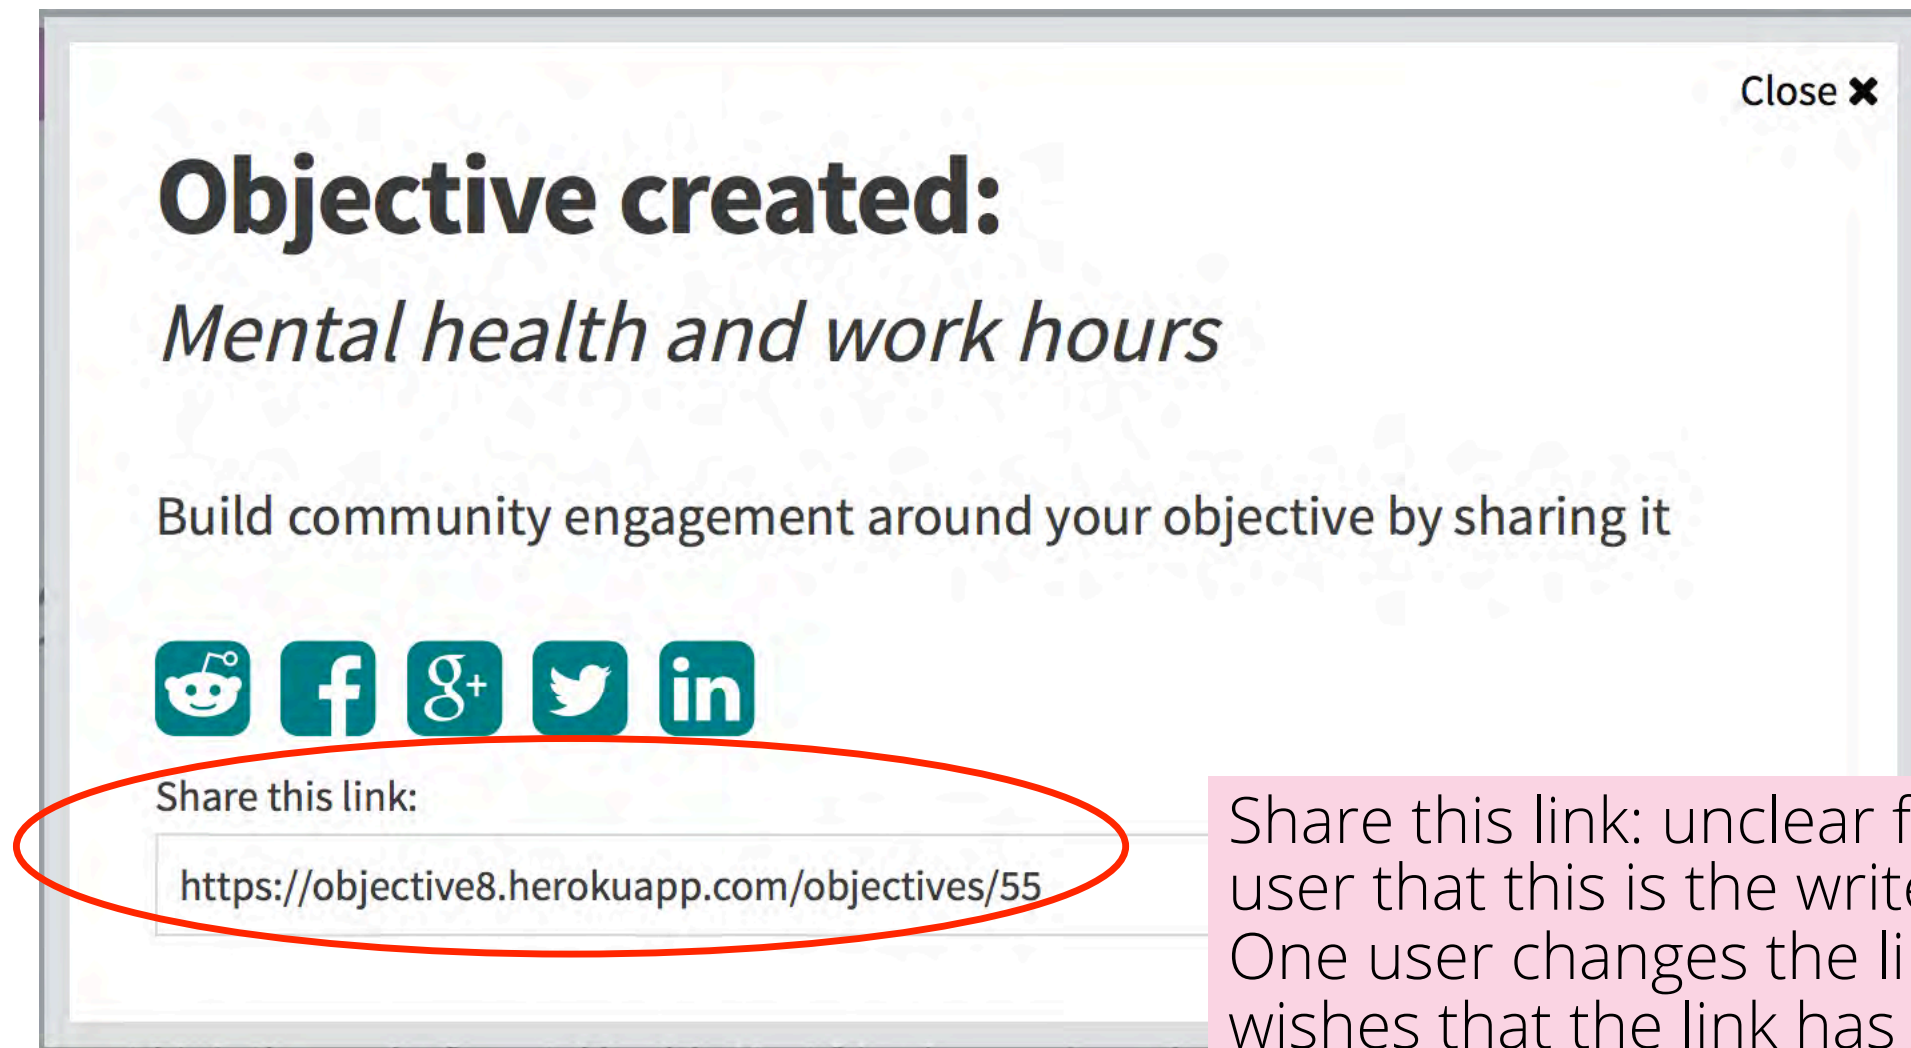 Close ✖
Objective created:
Mental health and work hours
Build community engagement around your objective by sharing it
Share this link:
https://objective8.herokuapp.com/objectives/55
Share this link: unclear
user that this is the
One user changes the
wishes that the link has